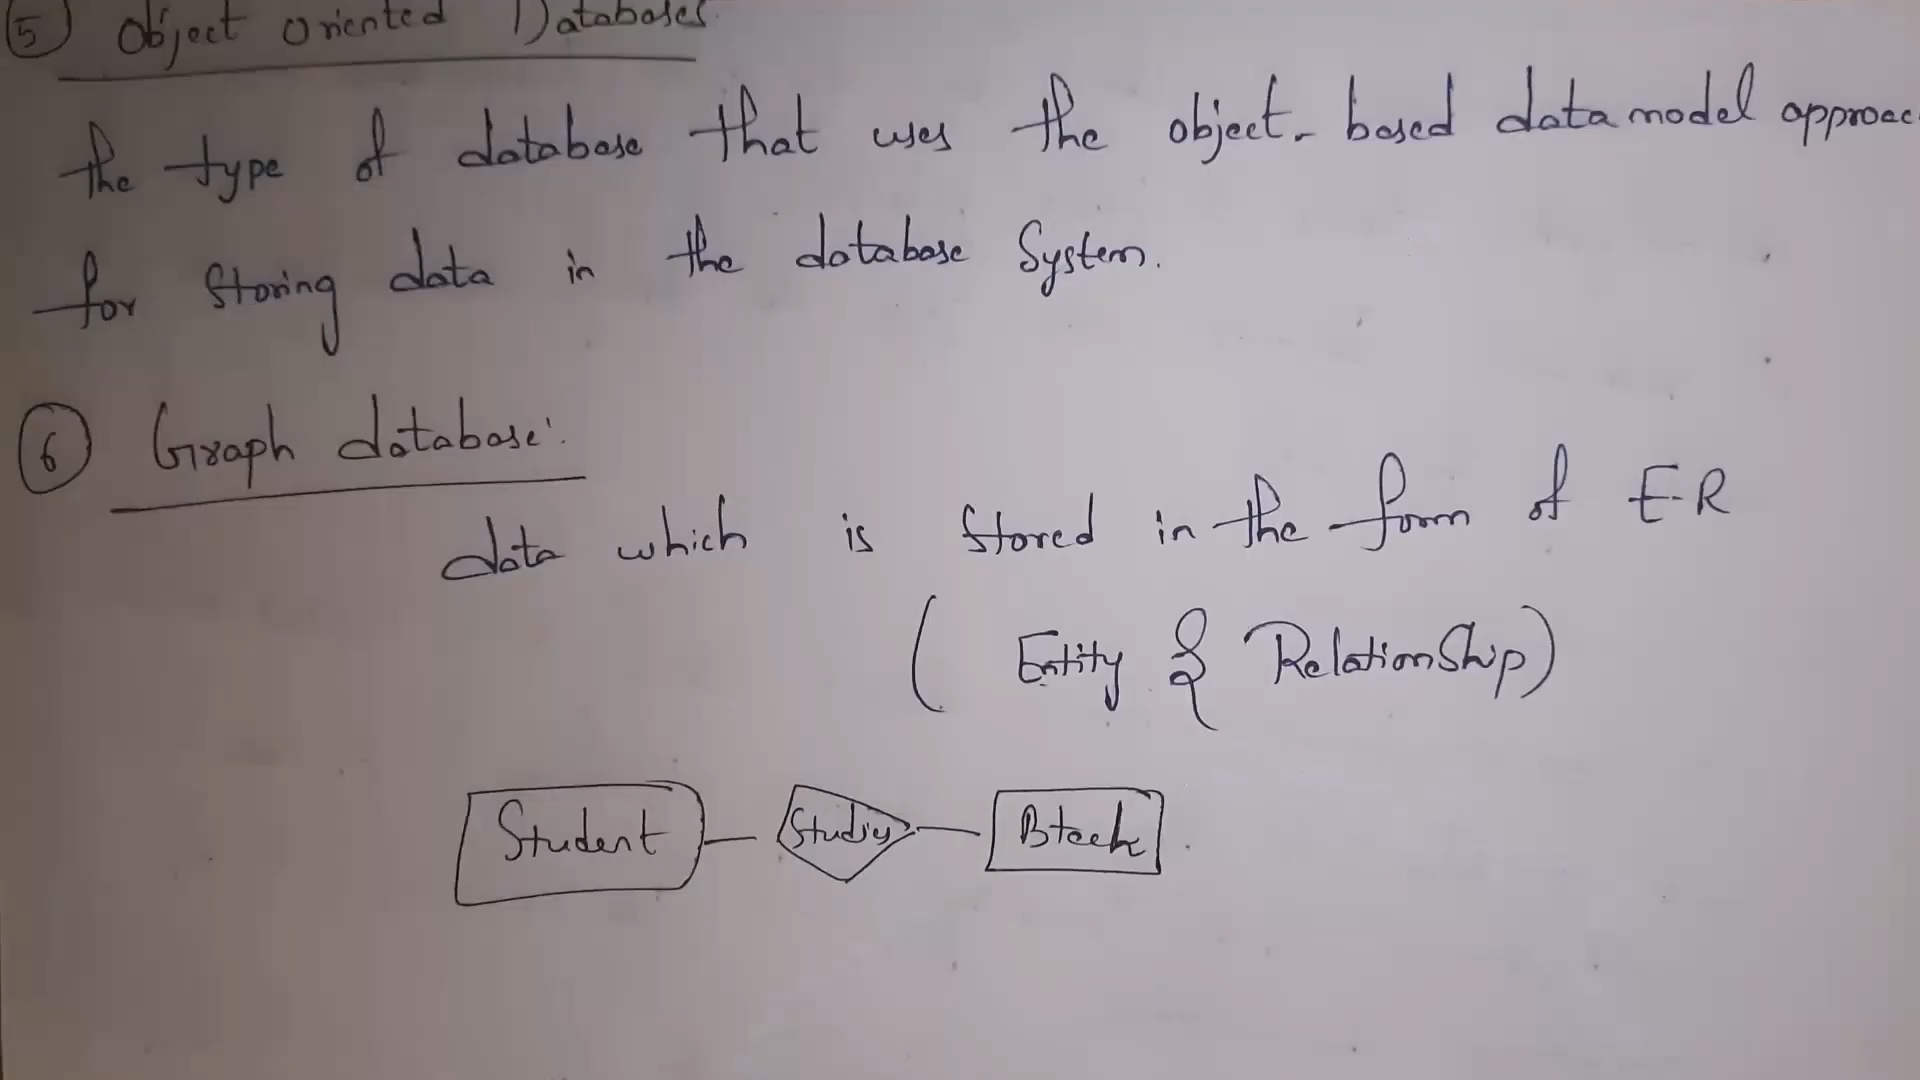 5 Object oriented Databases.
the type of database that uses the object-based data model approac
for storing data in the database System.
6 Graph database:
data which is stored in the form of E-R
(Entity & Relationship)
Student Studies Btech